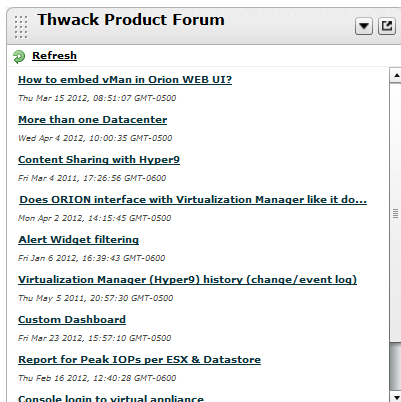 Thwack Product Forum
Refresh
How to embed vMan in Orion WEB UI?
Thu Mar 15 2012, 08:51:07 GMT-0500
More than one Datacenter
Wed Apr 4 2012, 10:00:35 GMT-0500
Content Sharing with Hyper9
Fri Mar 4 2011, 17:26:56 GMT-0600
Does ORION interface with Virtualization Manager like it do...
Mon Apr 2 2012, 14:15:45 GMT-0500
Alert Widget filtering
Fri Jan 6 2012, 16:39:43 GMT-0600
Virtualization Manager (Hyper9) history (change/event log)
Thu May 5 2011, 20:57:30 GMT-0500
Custom Dashboard
Fri Mar 23 2012, 15:57:10 GMT-0500
Report for Peak IOPs per ESX & Datastore
Thu Feb 16 2012, 12:40:28 GMT-0600
Console login to virtual appliance